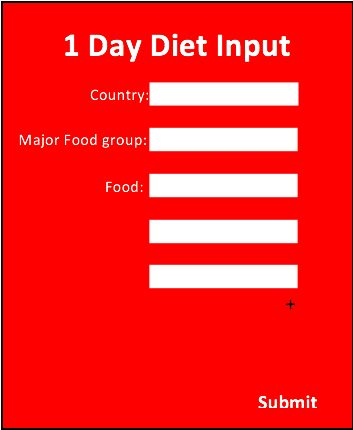 1 Day Diet Input
Country:
Major Food group:
Food:
+
Submit